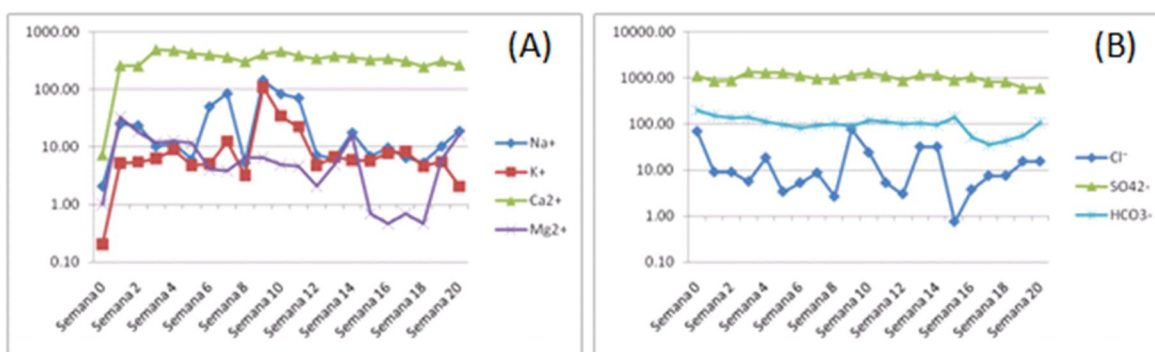 (A)
1000.00
100.00
10.00
1.00
0.10
Semana 0
Semana 2
Semana 4
Semana 6
Semana 8
Semana 10
Semana 12
Semana 14
Semana 16
Semana 18
Semana 20
Na+
K+
Ca2+
Mg2+
(B)
10000.00
1000.00
100.00
10.00
1.00
0.10
Semana 0
Semana 2
Semana 4
Semana 6
Semana 8
Semana 10
Semana 12
Semana 14
Semana 16
Semana 18
Semana 20
Cl⁻
SO42-
HCO3-